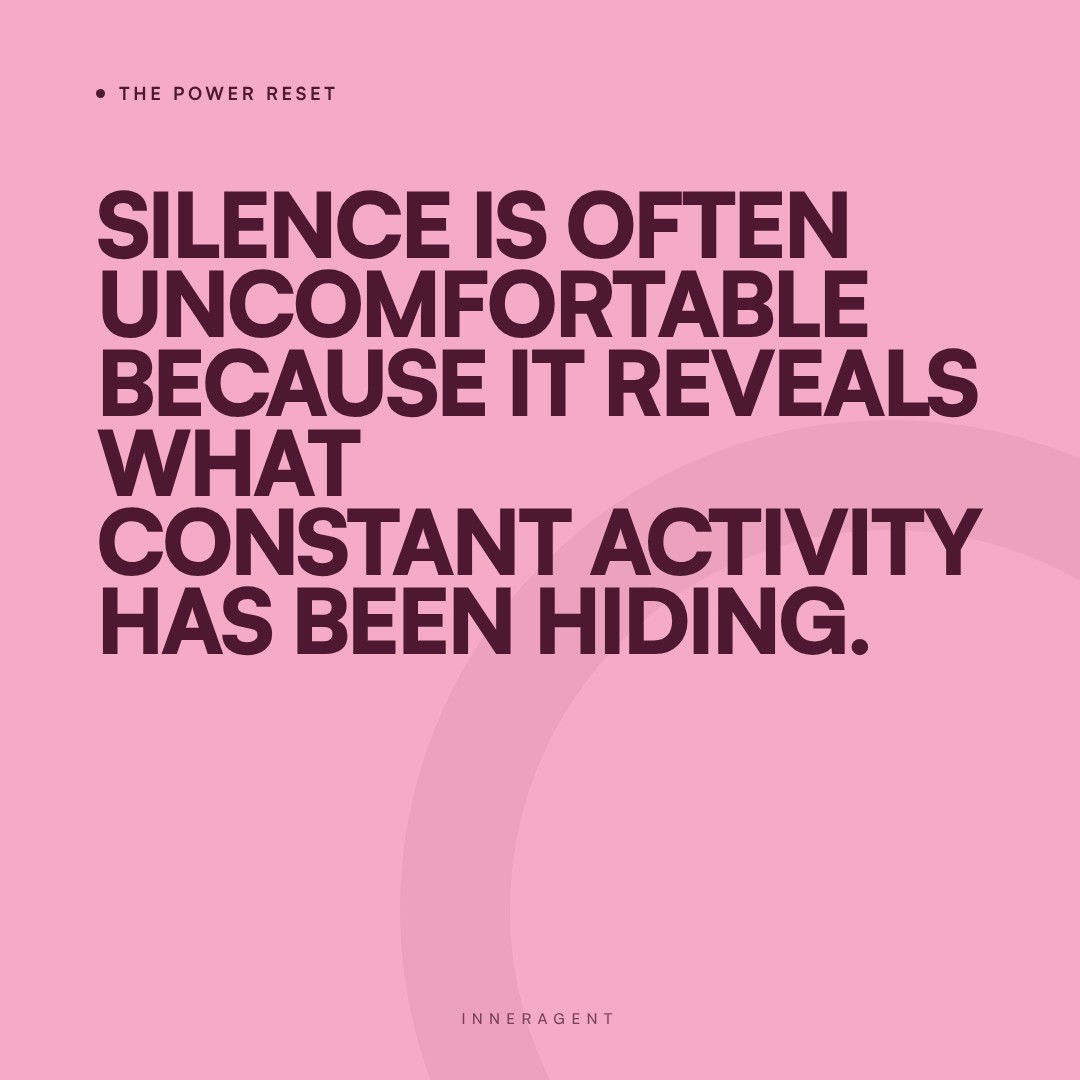 • THE POWER RESET
SILENCE IS OFTEN
UNCOMFORTABLE
BECAUSE IT REVEALS
WHAT
CONSTANT ACTIVITY
HAS BEEN HIDING.
INNERAGENT